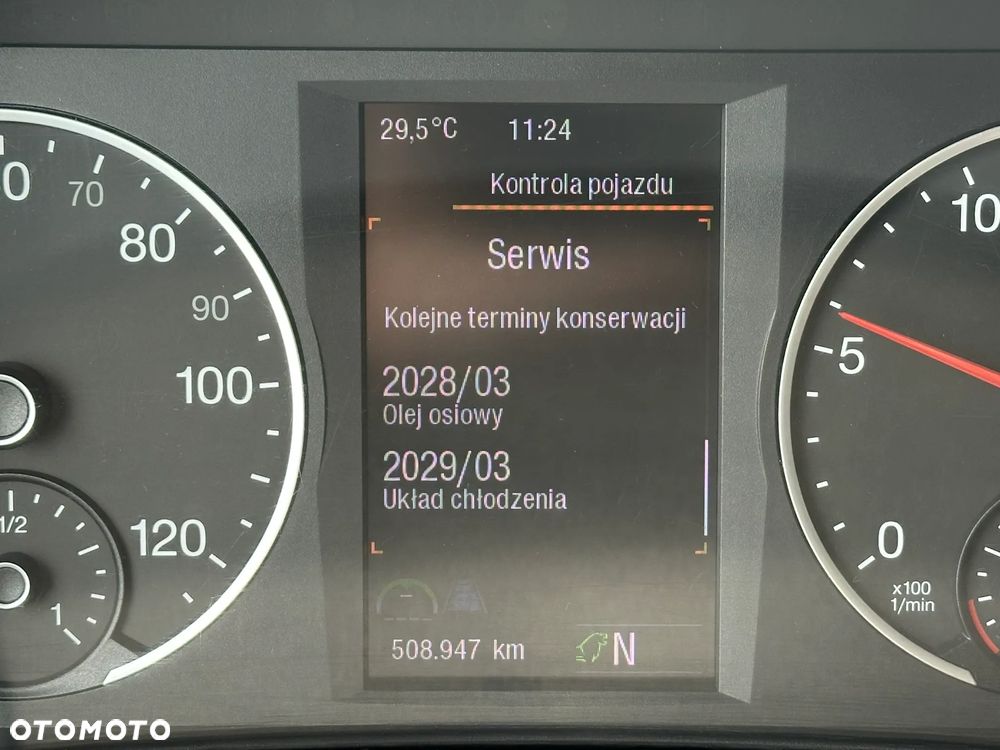 29,5°C 11:24
Kontrola pojazdu
Serwis
Kolejne terminy konserwacji
2028/03
Olej osiowy
2029/03
Układ chłodzenia
508.947 km N
70
80
90
100
120
1/2
1
10
5
0
x100
1/min
OTOMOTO